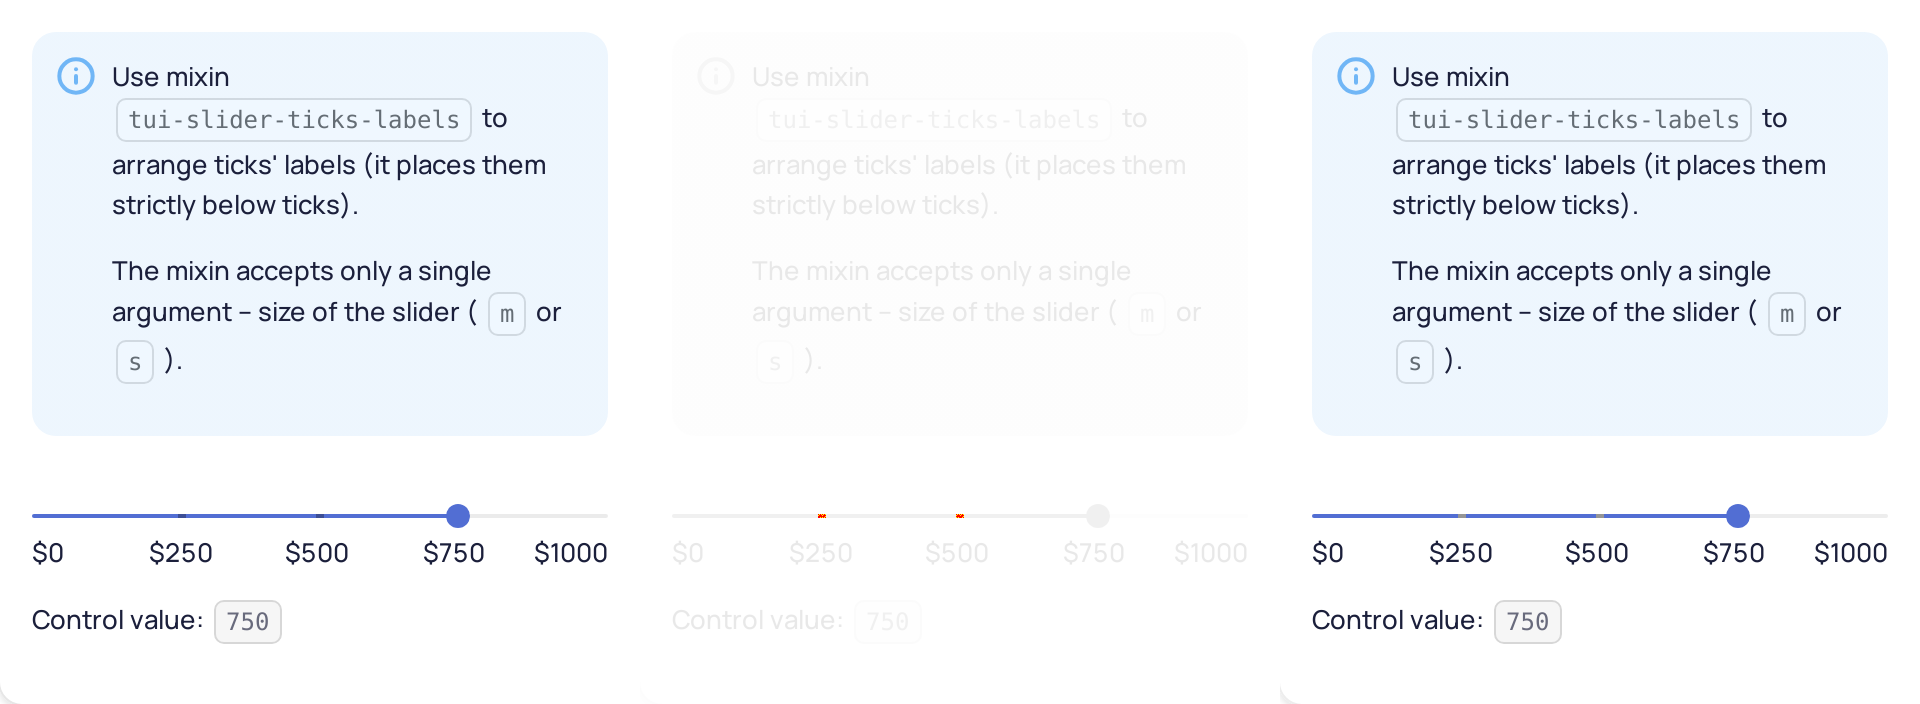 Use mixin
tui-slider-ticks-labels to
arrange ticks' labels (it places them
strictly below ticks).
The mixin accepts only a single
argument – size of the slider ( m or
s ).
$0 $250 $500 $750 $1000
Control value: 750
Use mixin
tui-slider-ticks-labels to
arrange ticks' labels (it places them
strictly below ticks).
The mixin accepts only a single
argument – size of the slider ( m or
s ).
$0 $250 $500 $750 $1000
Control value: 750
Use mixin
tui-slider-ticks-labels to
arrange ticks' labels (it places them
strictly below ticks).
The mixin accepts only a single
argument – size of the slider ( m or
s ).
$0 $250 $500 $750 $1000
Control value: 750